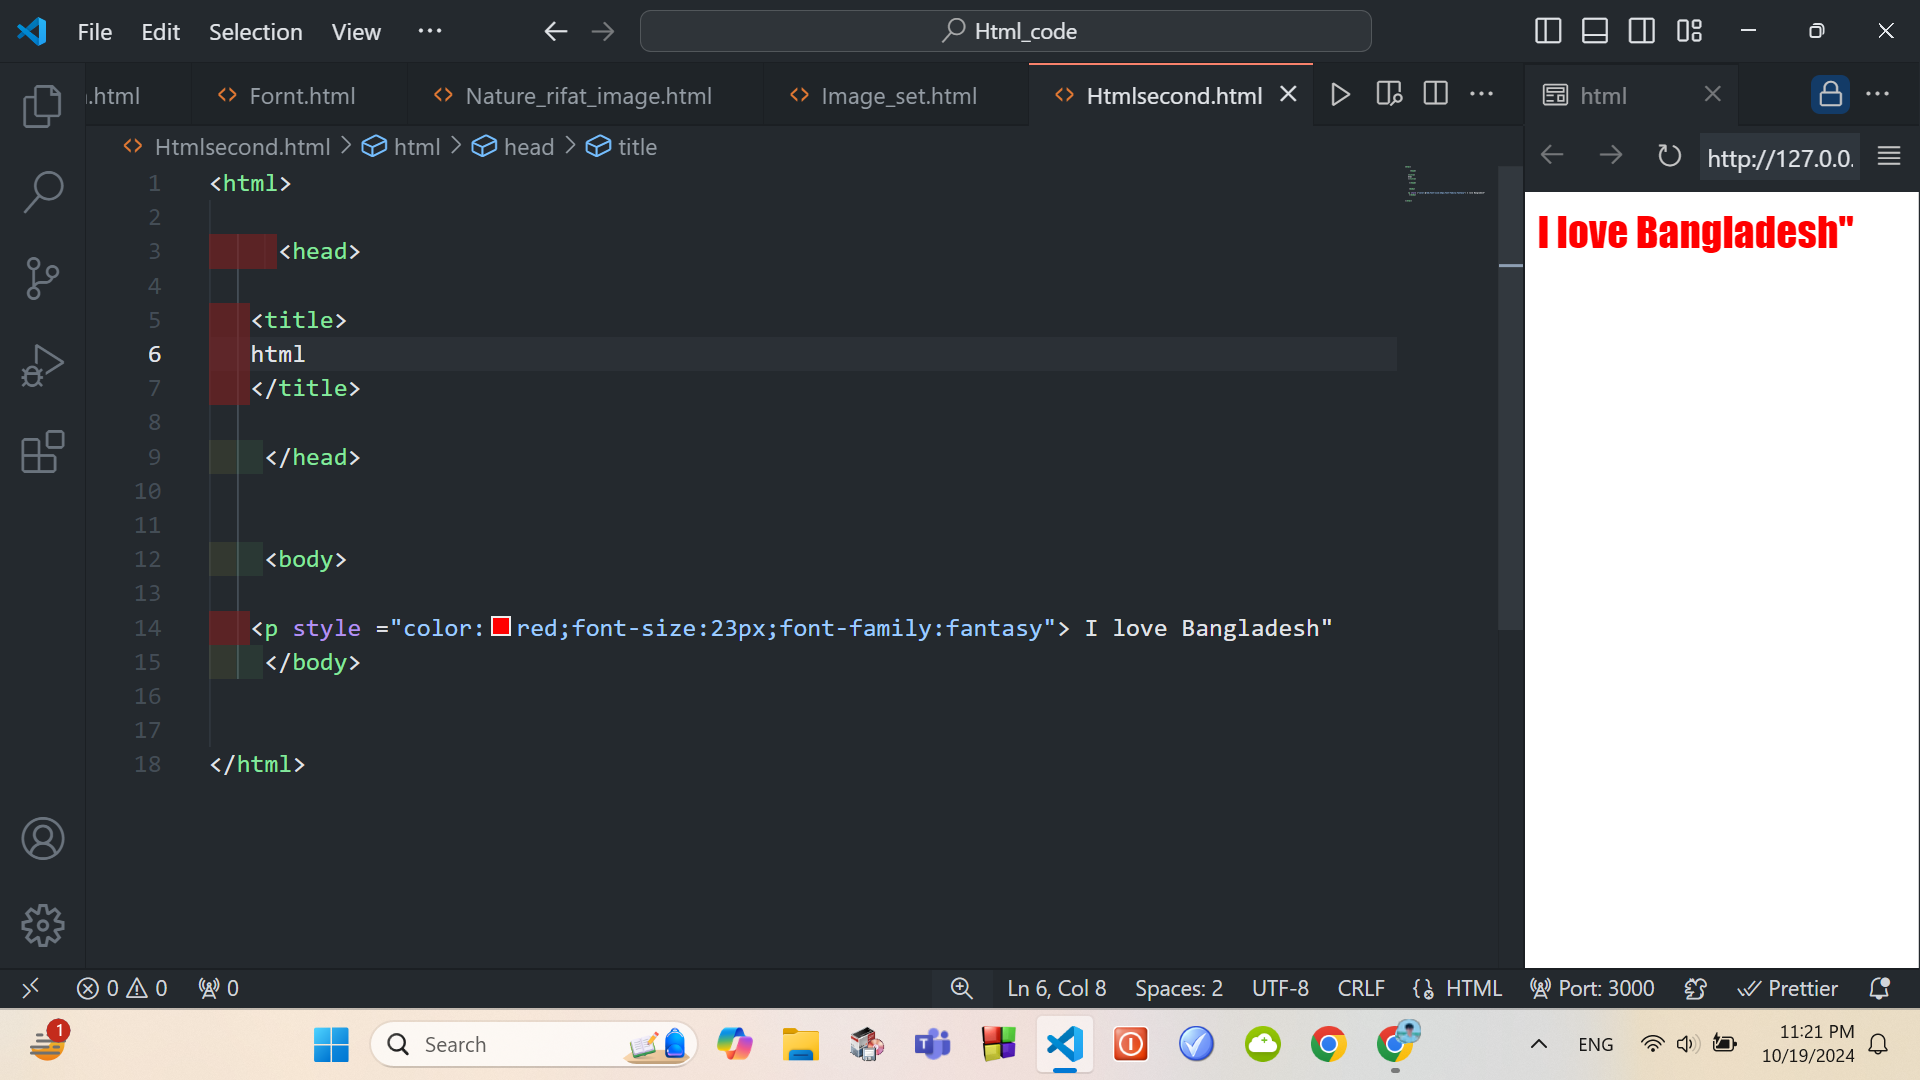 File Edit Selection View ··· Html_code
.html Fornt.html Nature_rifat_image.html Image_set.html Htmlsecond.html html
Htmlsecond.html > html > head > title
http://127.0.0.
1 <html>
2
3 <head>
4
5 <title>
6 html
7 </title>
8
9 </head>
10
11
12 <body>
13
14 <p style ="color:red;font-size:23px;font-family:fantasy"> I love Bangladesh"
15 </body>
16
17
18 </html>
I love Bangladesh"
0 0 0 Ln 6, Col 8 Spaces: 2 UTF-8 CRLF HTML Port: 3000 Prettier
1 Search ENG 11:21 PM
10/19/2024